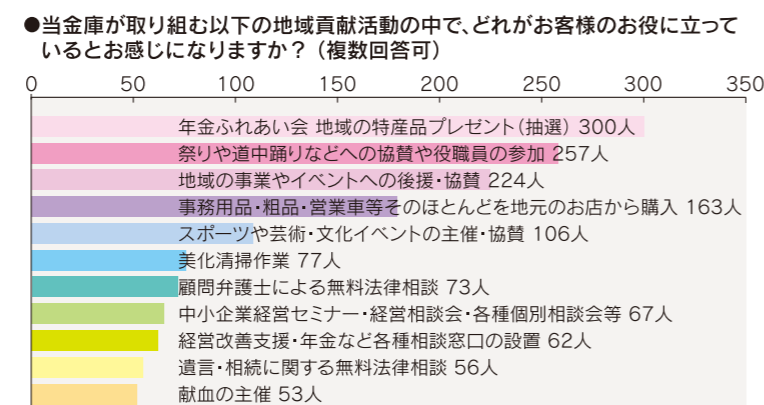 ●当金庫が取り組む以下の地域貢献活動の中で、どれがお客様のお役に立って
いるとお感じになりますか？（複数回答可）
0 50 100 150 200 250 300 350
年金ふれあい会 地域の特産品プレゼント（抽選） 300人
祭りや道中踊りなどへの協賛や役職員の参加 257人
地域の事業やイベントへの後援・協賛 224人
事務用品・粗品・営業車等そのほとんどを地元のお店から購入 163人
スポーツや芸術・文化イベントの主催・協賛 106人
美化清掃作業 77人
顧問弁護士による無料法律相談 73人
中小企業経営セミナー・経営相談会・各種個別相談会等 67人
経営改善支援・年金など各種相談窓口の設置 62人
遺言・相続に関する無料法律相談 56人
献血の主催 53人